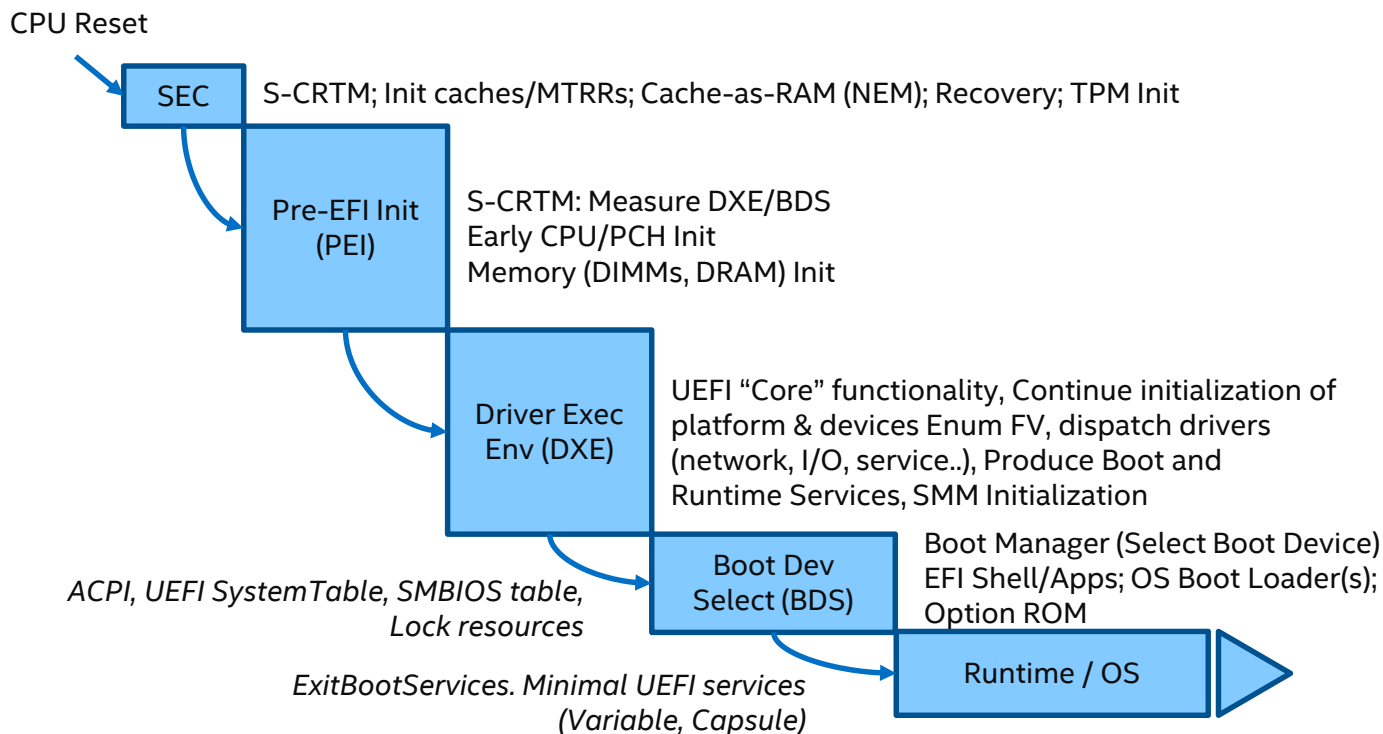 CPU Reset
SEC
S-CRTM; Init caches/MTRRs; Cache-as-RAM (NEM); Recovery; TPM Init
Pre-EFI Init
(PEI)
S-CRTM: Measure DXE/BDS
Early CPU/PCH Init
Memory (DIMMs, DRAM) Init
Driver Exec
Env (DXE)
UEFI “Core” functionality, Continue initialization of
platform & devices Enum FV, dispatch drivers
(network, I/O, service..), Produce Boot and
Runtime Services, SMM Initialization
ACPI, UEFI SystemTable, SMBIOS table,
Lock resources
Boot Dev
Select (BDS)
Boot Manager (Select Boot Device)
EFI Shell/Apps; OS Boot Loader(s);
Option ROM
ExitBootServices. Minimal UEFI services
(Variable, Capsule)
Runtime / OS